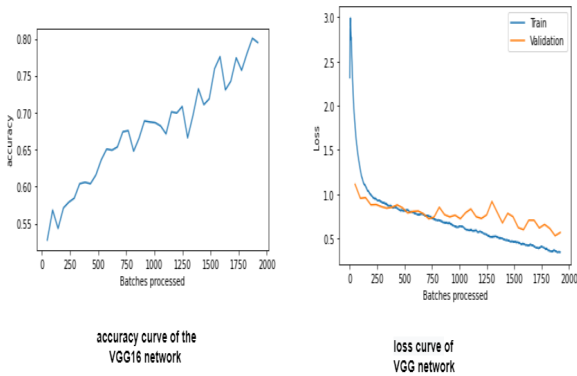 0.80
0.75
0.70
0.65
0.60
0.55
accuracy
0 250 500 750 1000 1250 1500 1750 2000
Batches processed
accuracy curve of the
VGG16 network
Train
Validation
3.0
2.5
2.0
1.5
1.0
0.5
Loss
0 250 500 750 1000 1250 1500 1750 2000
Batches processed
loss curve of
VGG network